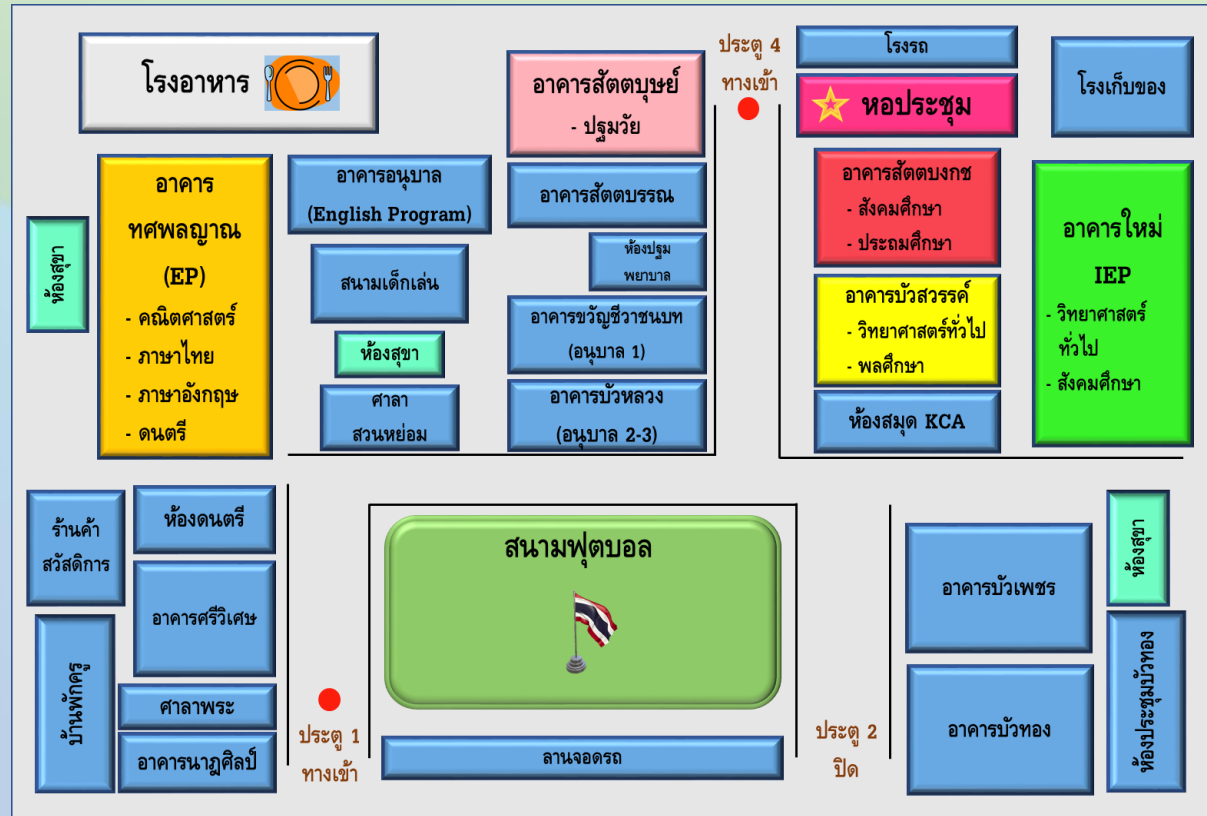 โรงอาหาร
อาคารสัตตบุษย์
- ปฐมวัย
ประตู 4
ทางเข้า
โรงรถ
หอประชุม
โรงเก็บของ
ห้องสุขา
อาคาร
ทศพลญาณ
(EP)
- คณิตศาสตร์
- ภาษาไทย
- ภาษาอังกฤษ
- ดนตรี
อาคารอนุบาล
(English Program)
สนามเด็กเล่น
ห้องสุขา
ศาลา
สวนหย่อม
อาคารสัตตบรรณ
ห้องปฐม
พยาบาล
อาคารขวัญชีวาชนบท
(อนุบาล 1)
อาคารบัวหลวง
(อนุบาล 2-3)
อาคารสัตตบงกช
- สังคมศึกษา
- ประถมศึกษา
อาคารบัวสวรรค์
- วิทยาศาสตร์ทั่วไป
- พลศึกษา
ห้องสมุด KCA
อาคารใหม่
IEP
- วิทยาศาสตร์
ทั่วไป
- สังคมศึกษา
ร้านค้า
สวัสดิการ
ห้องดนตรี
อาคารศรีวิเศษ
บ้านพักครู
ศาลาพระ
อาคารนาฎศิลป์
ประตู 1
ทางเข้า
สนามฟุตบอล
ลานจอดรถ
ประตู 2
ปิด
อาคารบัวเพชร
อาคารบัวทอง
ห้องสุขา
ห้องประชุมบัวทอง